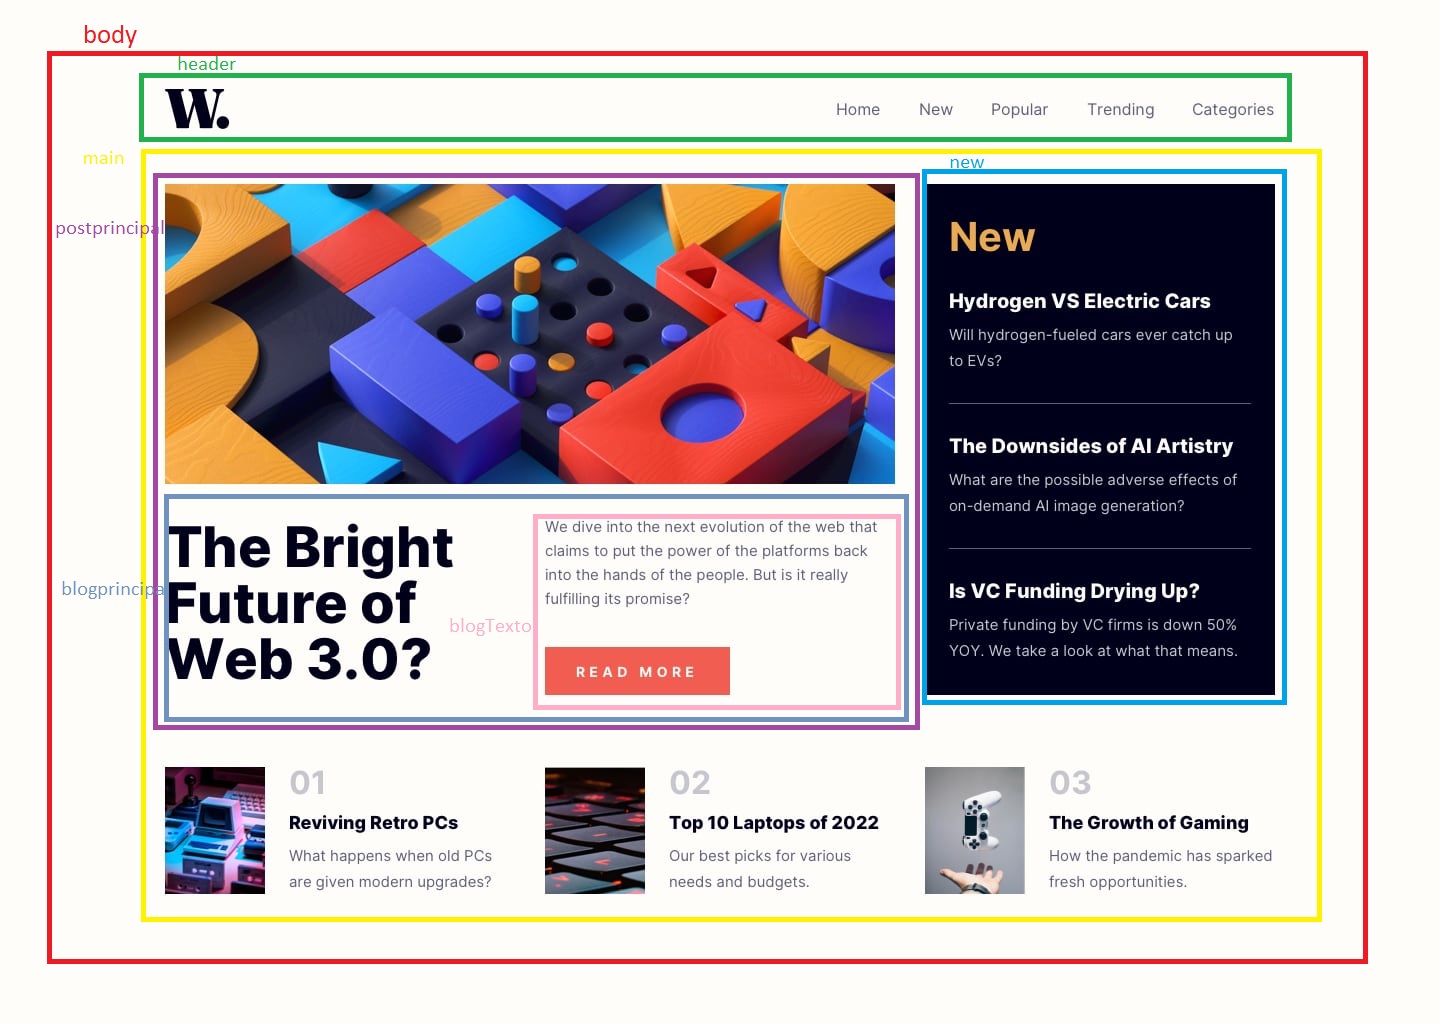 body
header
W.
Home New Popular Trending Categories
main
new
postprincipal
New
Hydrogen VS Electric Cars
Will hydrogen-fueled cars ever catch up
to EVs?
The Downsides of AI Artistry
What are the possible adverse effects of
on-demand AI image generation?
Is VC Funding Drying Up?
Private funding by VC firms is down 50%
YOY. We take a look at what that means.
blogprincipa
The Bright
Future of
Web 3.0?
blogTexto
We dive into the next evolution of the web that
claims to put the power of the platforms back
into the hands of the people. But is it really
fulfilling its promise?
READ MORE
01
Reviving Retro PCs
What happens when old PCs
are given modern upgrades?
02
Top 10 Laptops of 2022
Our best picks for various
needs and budgets.
03
The Growth of Gaming
How the pandemic has sparked
fresh opportunities.